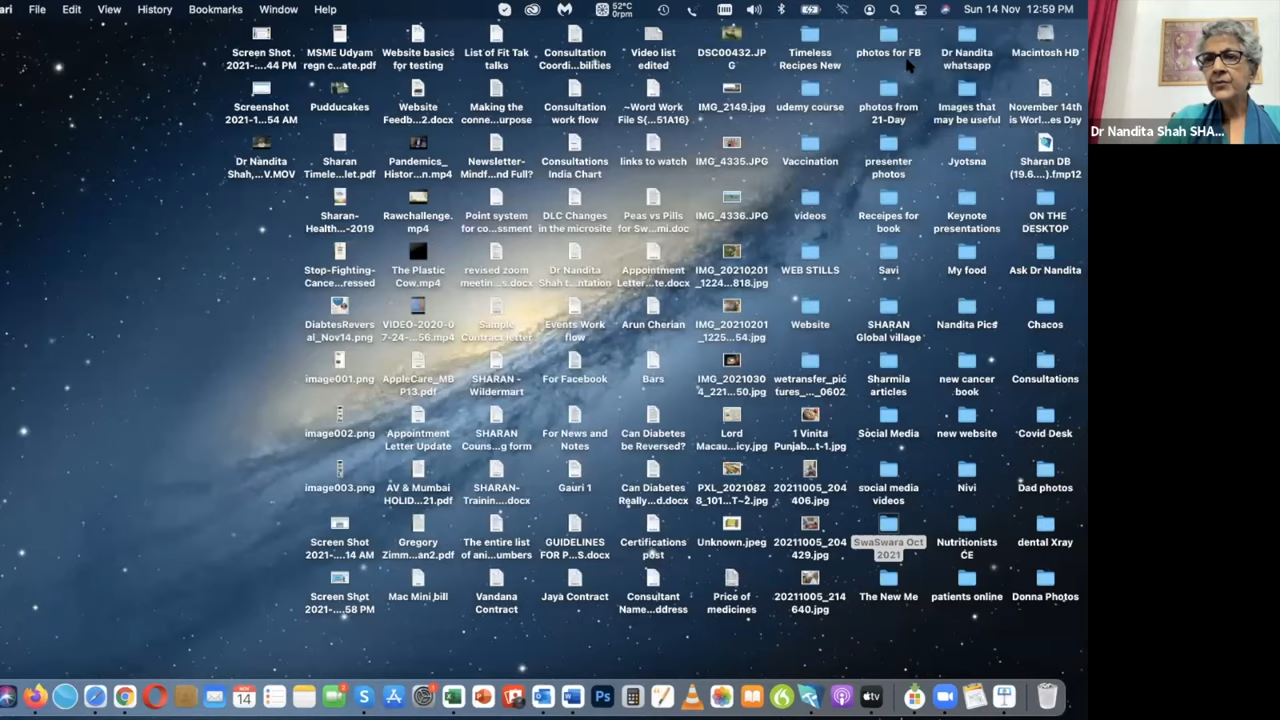 ari File Edit View History Bookmarks Window Help 52°C 0rpm Sun 14 Nov 12:59 PM
Screen Shot 2021-....44 PM
MSME Udyam regn c...ate.pdf
Website basics for testing
List of Fit Tak talks
Consultation Coordi...bilities
Video list edited
DSC00432.JPG
Timeless Recipes New
photos for FB
Dr Nandita whatsapp
Macintosh HD
Screenshot 2021-1...54 AM
Pudducakes
Website Feedb...2.docx
Making the conne...urpose
Consultation work flow
~Word Work File S{...51A16}
IMG_2149.jpg
udemy course
photos from 21-Day
Images that may be useful
November 14th is Worl...es Day
Dr Nandita Shah,...V.MOV
Sharan Timele...let.pdf
Pandemics_Histor...n.mp4
Newsletter-Mindf...nd Full?
Consultations India Chart
links to watch
IMG_4335.JPG
Vaccination
presenter photos
Jyotsna
Sharan DB (19.6....).fmp12
Sharan-Health...-2019
Rawchallenge.mp4
Point system for co...ssment
DLC Changes in the microsite
Peas vs Pills for Sw...mi.doc
IMG_4336.JPG
videos
Receipes for book
Keynote presentations
ON THE DESKTOP
Stop-Fighting-Cance...ressed
The Plastic Cow.mp4
revised zoom meetin...s.docx
Dr Nandita Shah t...ntation
Appointment Letter...te.docx
IMG_20210201_1224...818.jpg
WEB STILLS
Savi
My food
Ask Dr Nandita
DiabtesReversal_Nov14.png
VIDEO-2020-07-24-...56.mp4
Sample Contract letter
Events Work flow
Arun Cherian
IMG_20210201_1225...54.jpg
Website
SHARAN Global village
Nandita Pics
Chacos
image001.png
AppleCare_MBP13.pdf
SHARAN - Wildermart
For Facebook
Bars
IMG_20210304_221...50.jpg
wetransfer_pictures_..._0602
Sharmila articles
new cancer book
Consultations
image002.png
Appointment Letter Update
SHARAN Couns...g form
For News and Notes
Can Diabetes be Reversed?
Lord Macau...icy.jpg
1 Vinita Punjab...t-1.jpg
Social Media
new website
Covid Desk
image003.png
AV & Mumbai HOLID...21.pdf
SHARAN-Trainin....docx
Gauri 1
Can Diabetes Really...d.docx
PXL_20210828_101...T~2.jpg
20211005_204406.jpg
social media videos
Nivi
Dad photos
Screen Shot 2021-....14 AM
Gregory Zimm...an2.pdf
The entire list of ani...umbers
GUIDELINES FOR P...S.docx
Certifications post
Unknown.jpeg
20211005_204429.jpg
SwaSwara Oct 2021
Nutritionists CE
dental Xray
Screen Shot 2021-....58 PM
Mac Mini bill
Vandana Contract
Jaya Contract
Consultant Name...ddress
Price of medicines
20211005_214640.jpg
The New Me
patients online
Donna Photos
Dr Nandita Shah SHA...
NOV
14
Ps
tv